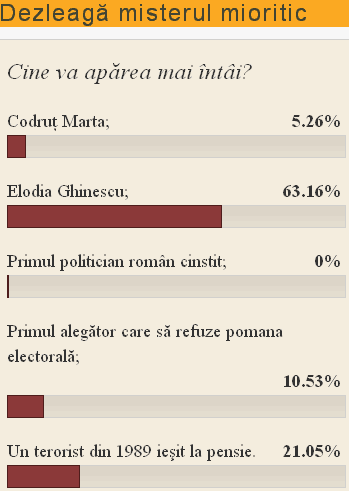 Dezleagă misterul mioritic
Cine va apărea mai întâi?
Codruț Marta; 5.26%
Elodia Ghinescu; 63.16%
Primul politician român cinstit; 0%
Primul alegător care să refuze pomana
electorală;
10.53%
Un terorist din 1989 ieşit la pensie. 21.05%